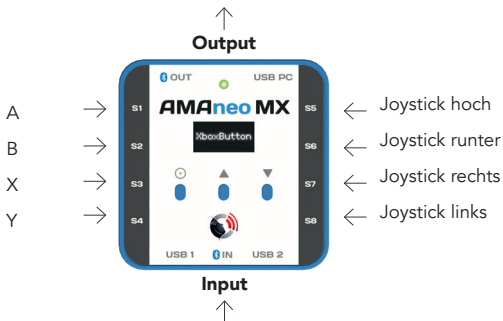 Output
OUT USB PC
A S1 AMAneo MX S5 Joystick hoch
B S2 XboxButton S6 Joystick runter
X S3 S7 Joystick rechts
Y S4 S8 Joystick links
USB 1 IN USB 2
Input